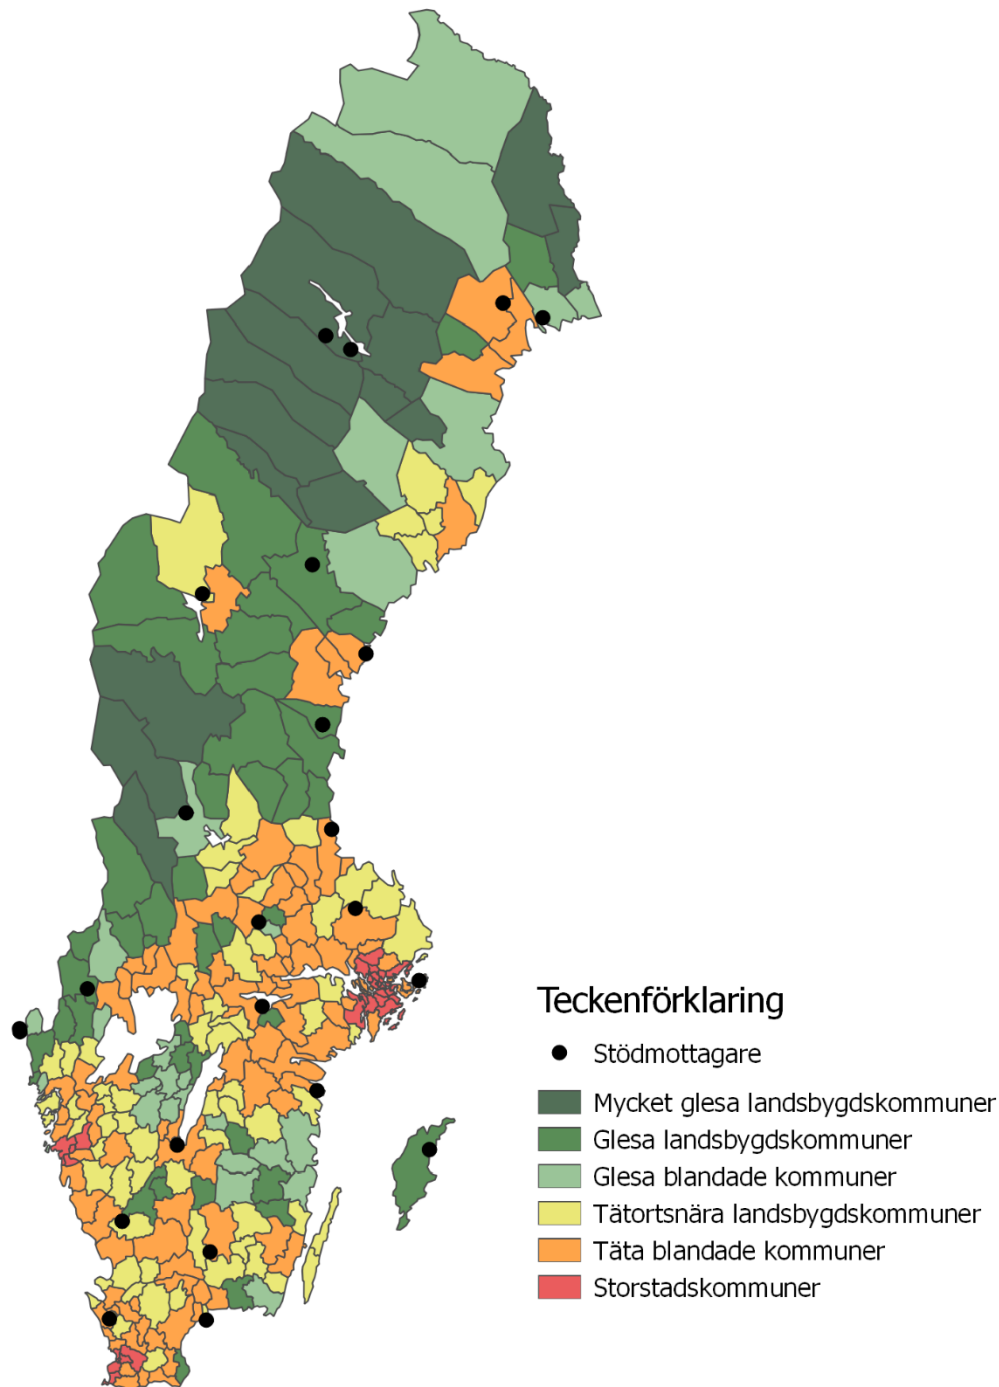 Teckenförklaring
Stödmottagare
Mycket glesa landsbygdskommuner
Glesa landsbygdskommuner
Glesa blandade kommuner
Tätortsnära landsbygdskommuner
Täta blandade kommuner
Storstadskommuner